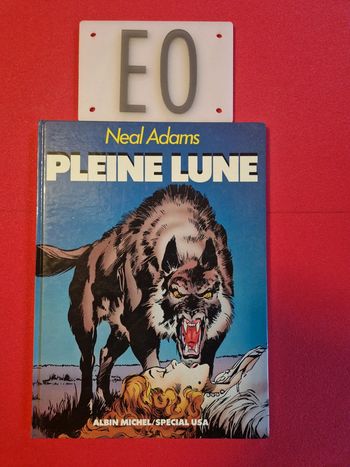 EO
Neal Adams
PLEINE LUNE
ALBIN MICHEL/SPECIAL USA